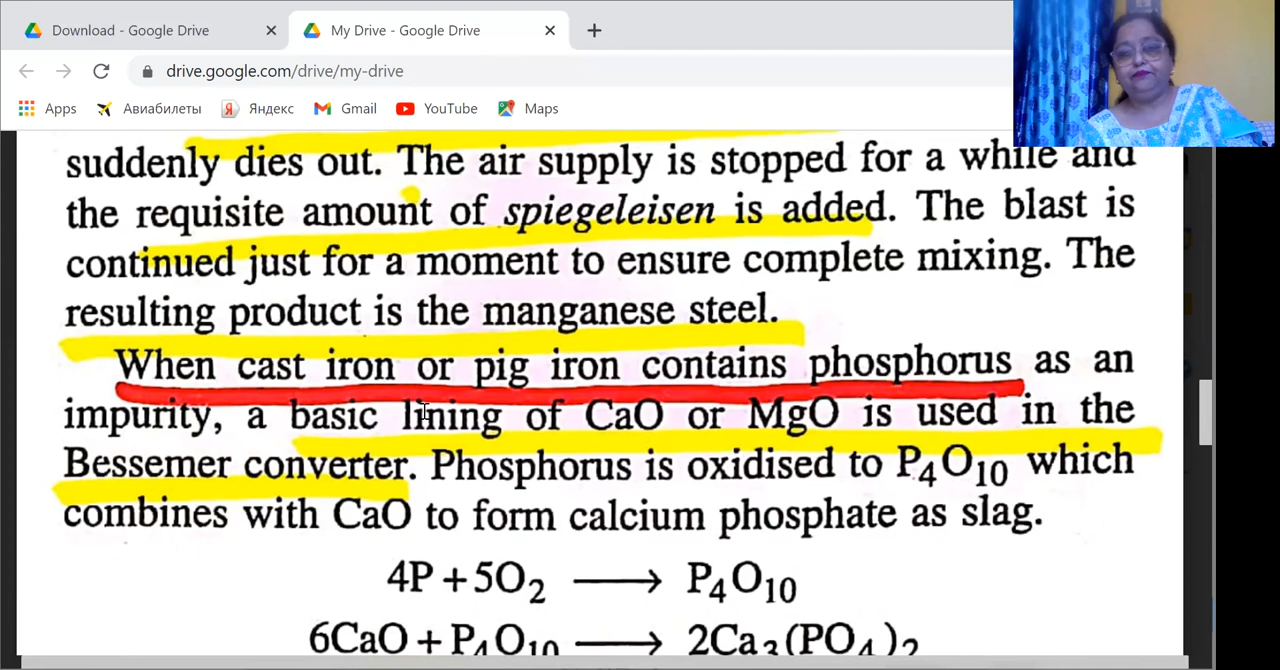 Download - Google Drive
My Drive - Google Drive
drive.google.com/drive/my-drive
Apps Авиабилеты Яндекс Gmail YouTube Maps
suddenly dies out. The air supply is stopped for a while and
the requisite amount of spiegeleisen is added. The blast is
continued just for a moment to ensure complete mixing. The
resulting product is the manganese steel.
When cast iron or pig iron contains phosphorus as an
impurity, a basic lining of CaO or MgO is used in the
Bessemer converter. Phosphorus is oxidised to P4O10 which
combines with CaO to form calcium phosphate as slag.
4P + 5O2 ⟶ P4O10
6CaO + P4O10 ⟶ 2Ca3(PO4)2